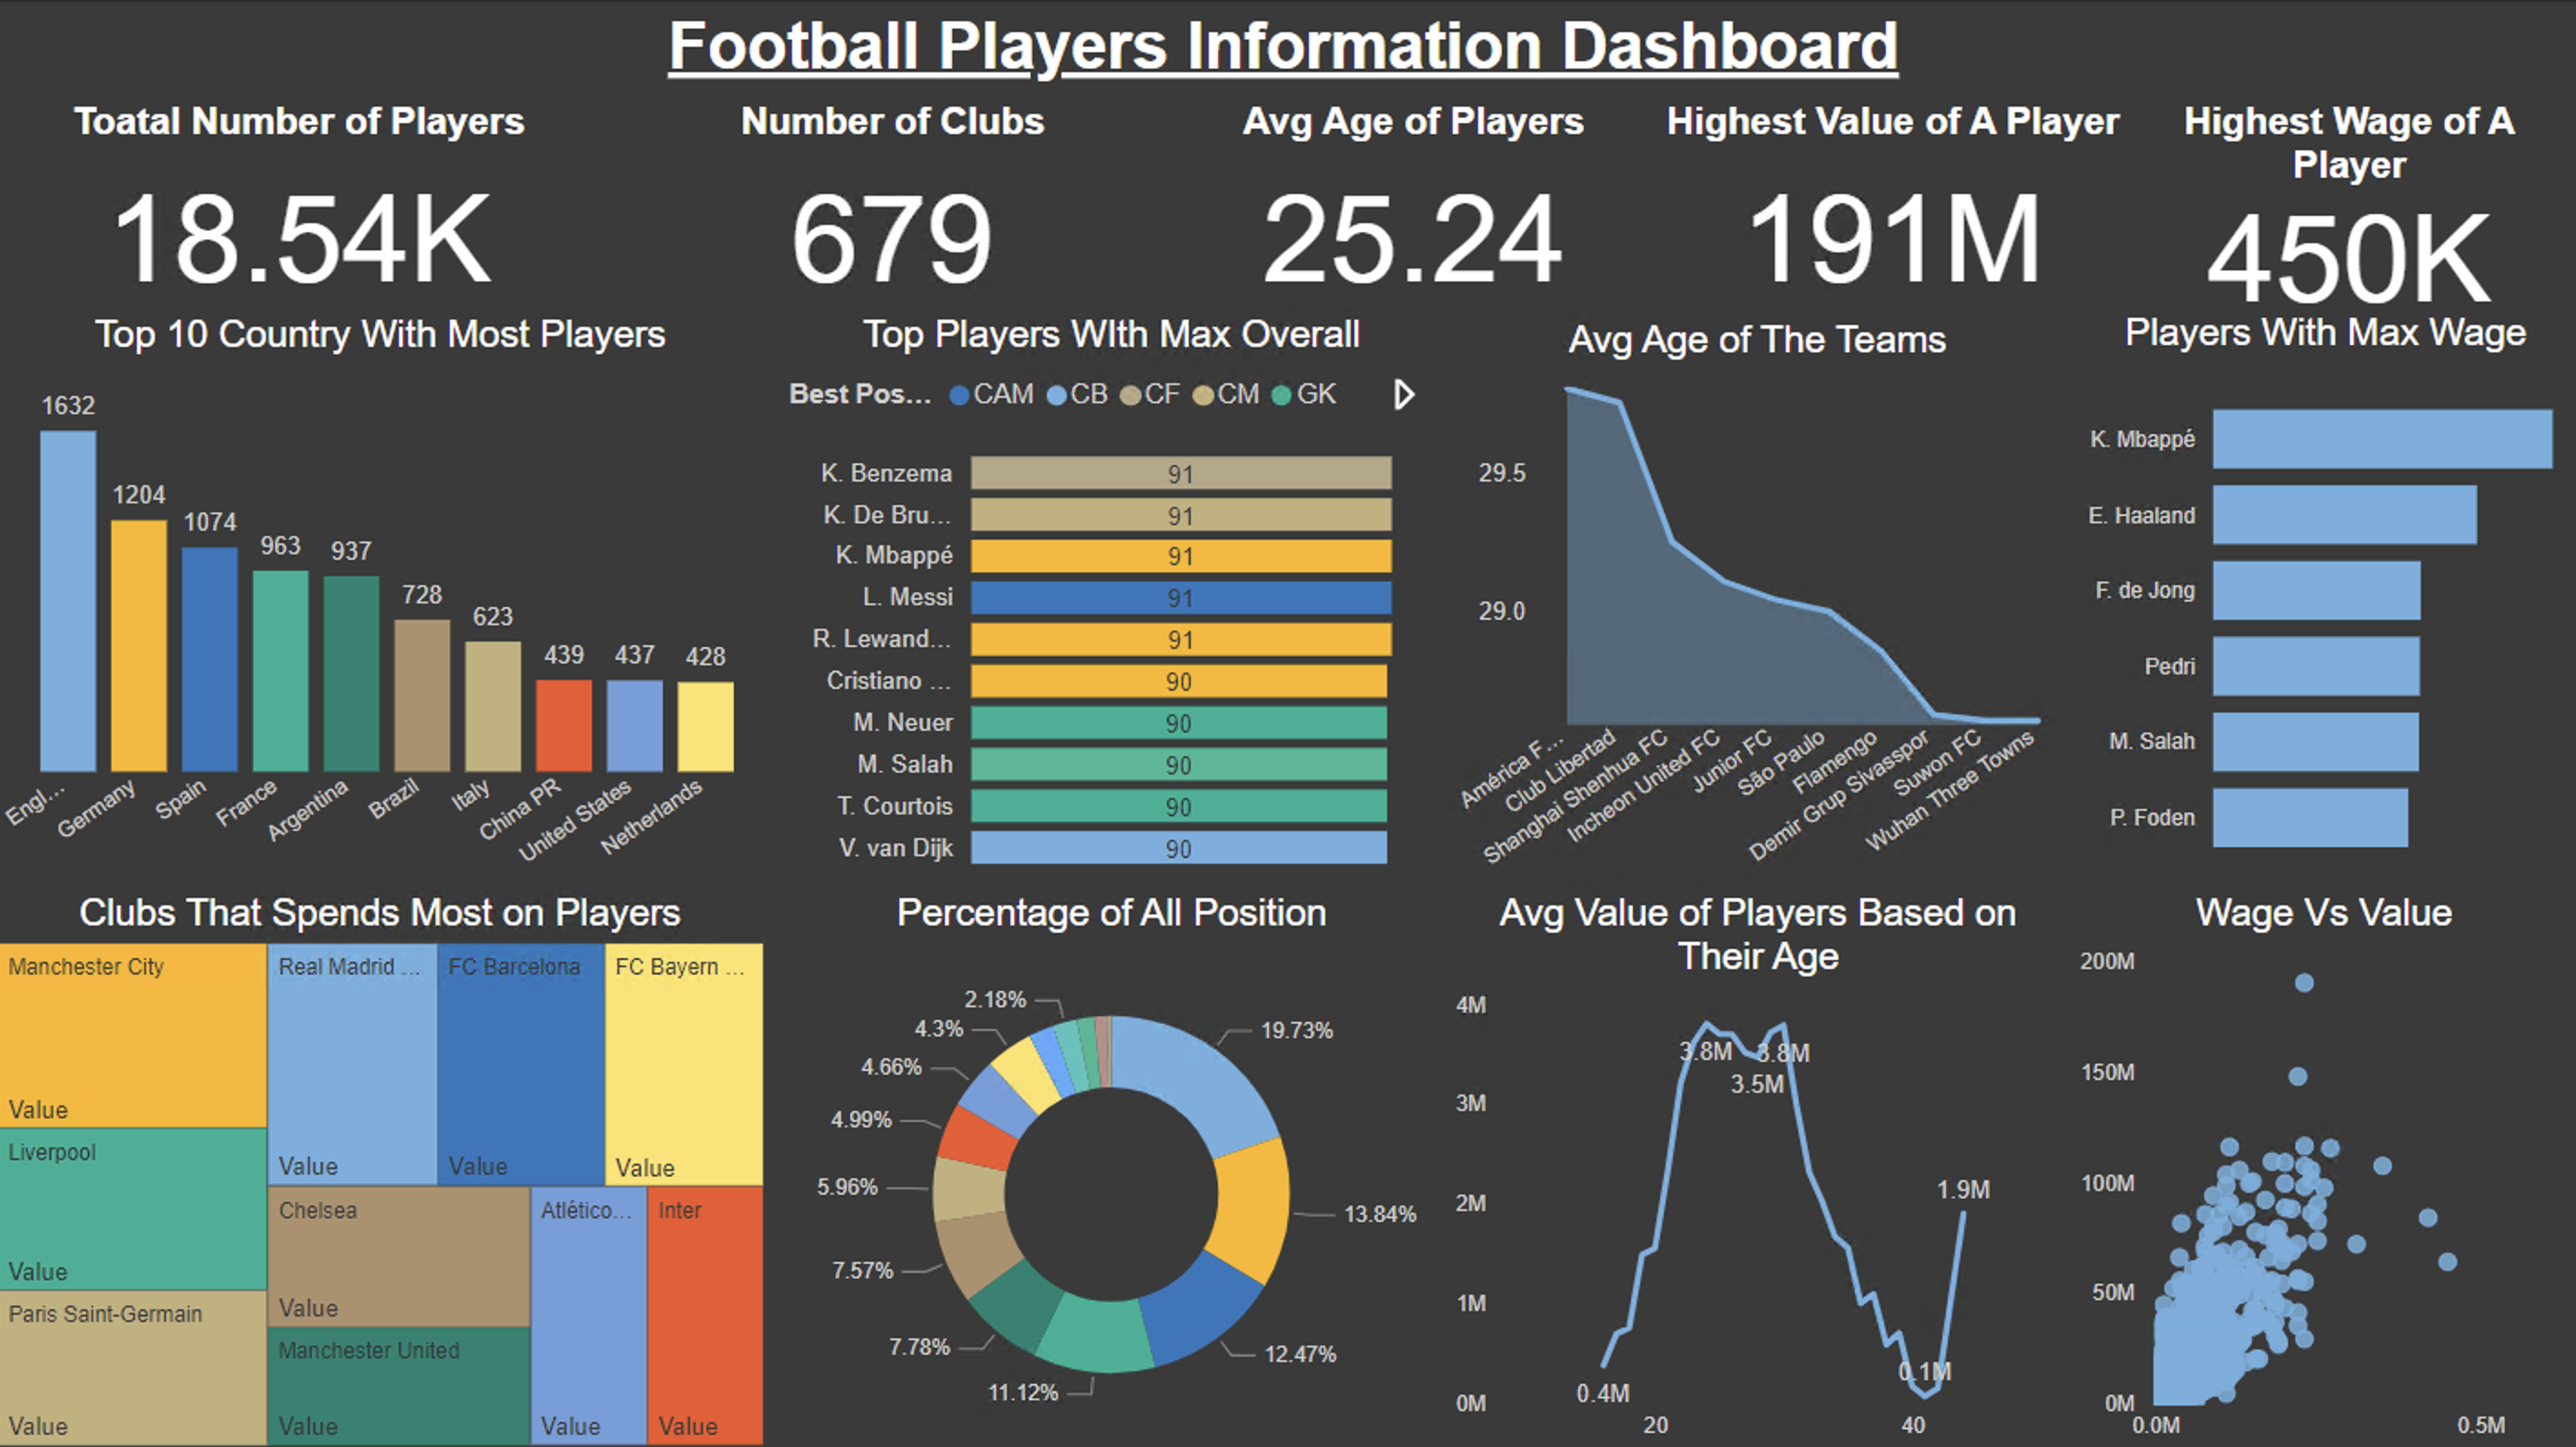 Football Players Information Dashboard
Toatal Number of Players
18.54K
Number of Clubs
679
Avg Age of Players
25.24
Highest Value of A Player
191M
Highest Wage of A
Player
450K
Top 10 Country With Most Players
1632
1204
1074
963
937
728
623
439
437
428
Engl...
Germany
Spain
France
Argentina
Brazil
Italy
China PR
United States
Netherlands
Top Players WIth Max Overall
Best Pos... CAM CB CF CM GK
K. Benzema 91
K. De Bru... 91
K. Mbappé 91
L. Messi 91
R. Lewand... 91
Cristiano ... 90
M. Neuer 90
M. Salah 90
T. Courtois 90
V. van Dijk 90
Avg Age of The Teams
29.5
29.0
América F...
Club Libertad
Shanghai Shenhua FC
Incheon United FC
Junior FC
São Paulo
Flamengo
Demir Grup Sivasspor
Suwon FC
Wuhan Three Towns
Players With Max Wage
K. Mbappé
E. Haaland
F. de Jong
Pedri
M. Salah
P. Foden
Clubs That Spends Most on Players
Manchester City
Value
Liverpool
Value
Paris Saint-Germain
Value
Real Madrid ...
Value
FC Barcelona
Value
FC Bayern ...
Value
Chelsea
Value
Manchester United
Value
Atlético...
Value
Inter
Value
Percentage of All Position
19.73%
13.84%
12.47%
11.12%
7.78%
7.57%
5.96%
4.99%
4.66%
4.3%
2.18%
Avg Value of Players Based on
Their Age
4M
3M
2M
1M
0M
0.4M
3.8M
3.5M
3.8M
0.1M
1.9M
20
40
Wage Vs Value
200M
150M
100M
50M
0M
0.0M
0.5M